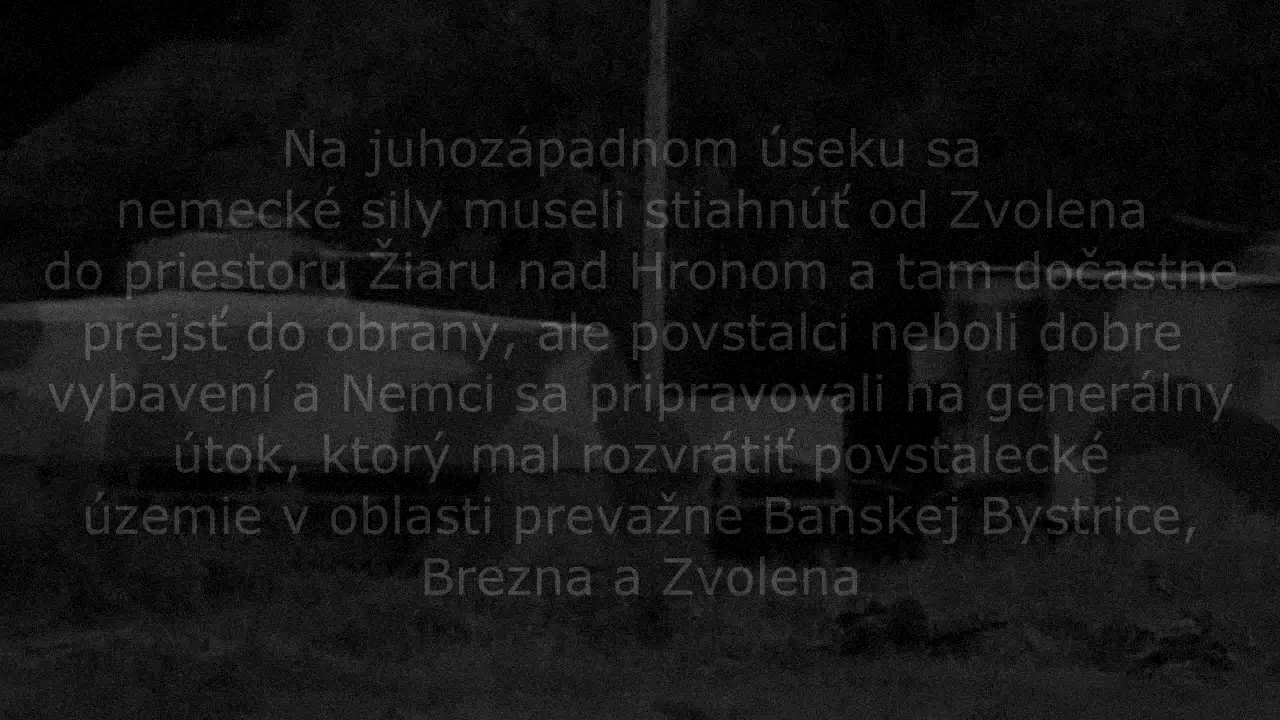 Na juhozápadnom úseku sa
nemecké sily museli stiahnúť od Zvolena
do priestoru Žiaru nad Hronom a tam dočastne
prejsť do obrany, ale povstalci neboli dobre
vybavení a Nemci sa pripravovali na generálny
útok, ktorý mal rozvrátiť povstalecké
územie v oblasti prevažne Banskej Bystrice,
Brezna a Zvolena